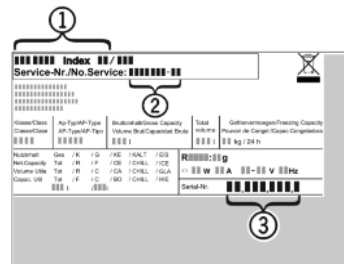 ①
Index /
Service-Nr./No.Service: -
②
Klasse/Class Ap-Typ/AP-Type Bruttoinhalt/Gross Capacity Total Gefriervermoegen/Freezing Capacity
Classe/Clase AP-Type/AP-Tipo Volume Brut/Capacidad Bruta volume Pouvoir de Congel./Capac.Congelation
l l kg / 24 h
Nutzinhalt Ges / K / G / KE / KALT / EIS
Net.Capacity Tot / R / F / CE / CHILL / ICE
Volume Utile Tot / R / C / CA / CHILL / GLA
Capac. Util Tot / F / C / BO / CHILL / HIE
l / l
R : g
W A - V Hz
Serial-Nr.
③